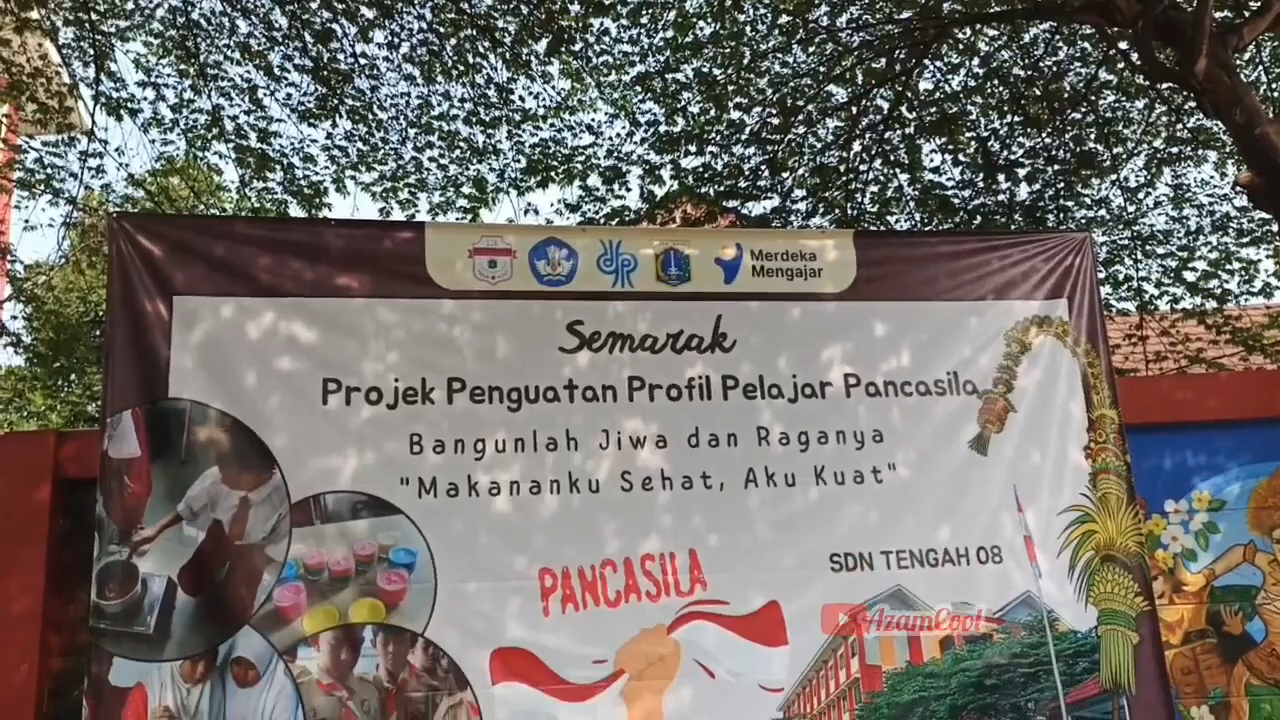 Merdeka
Mengajar
Semarak
Projek Penguatan Profil Pelajar Pancasila
Bangunlah Jiwa dan Raganya
"Makananku Sehat, Aku Kuat"
PANCASILA
SDN TENGAH 08
AzamCool